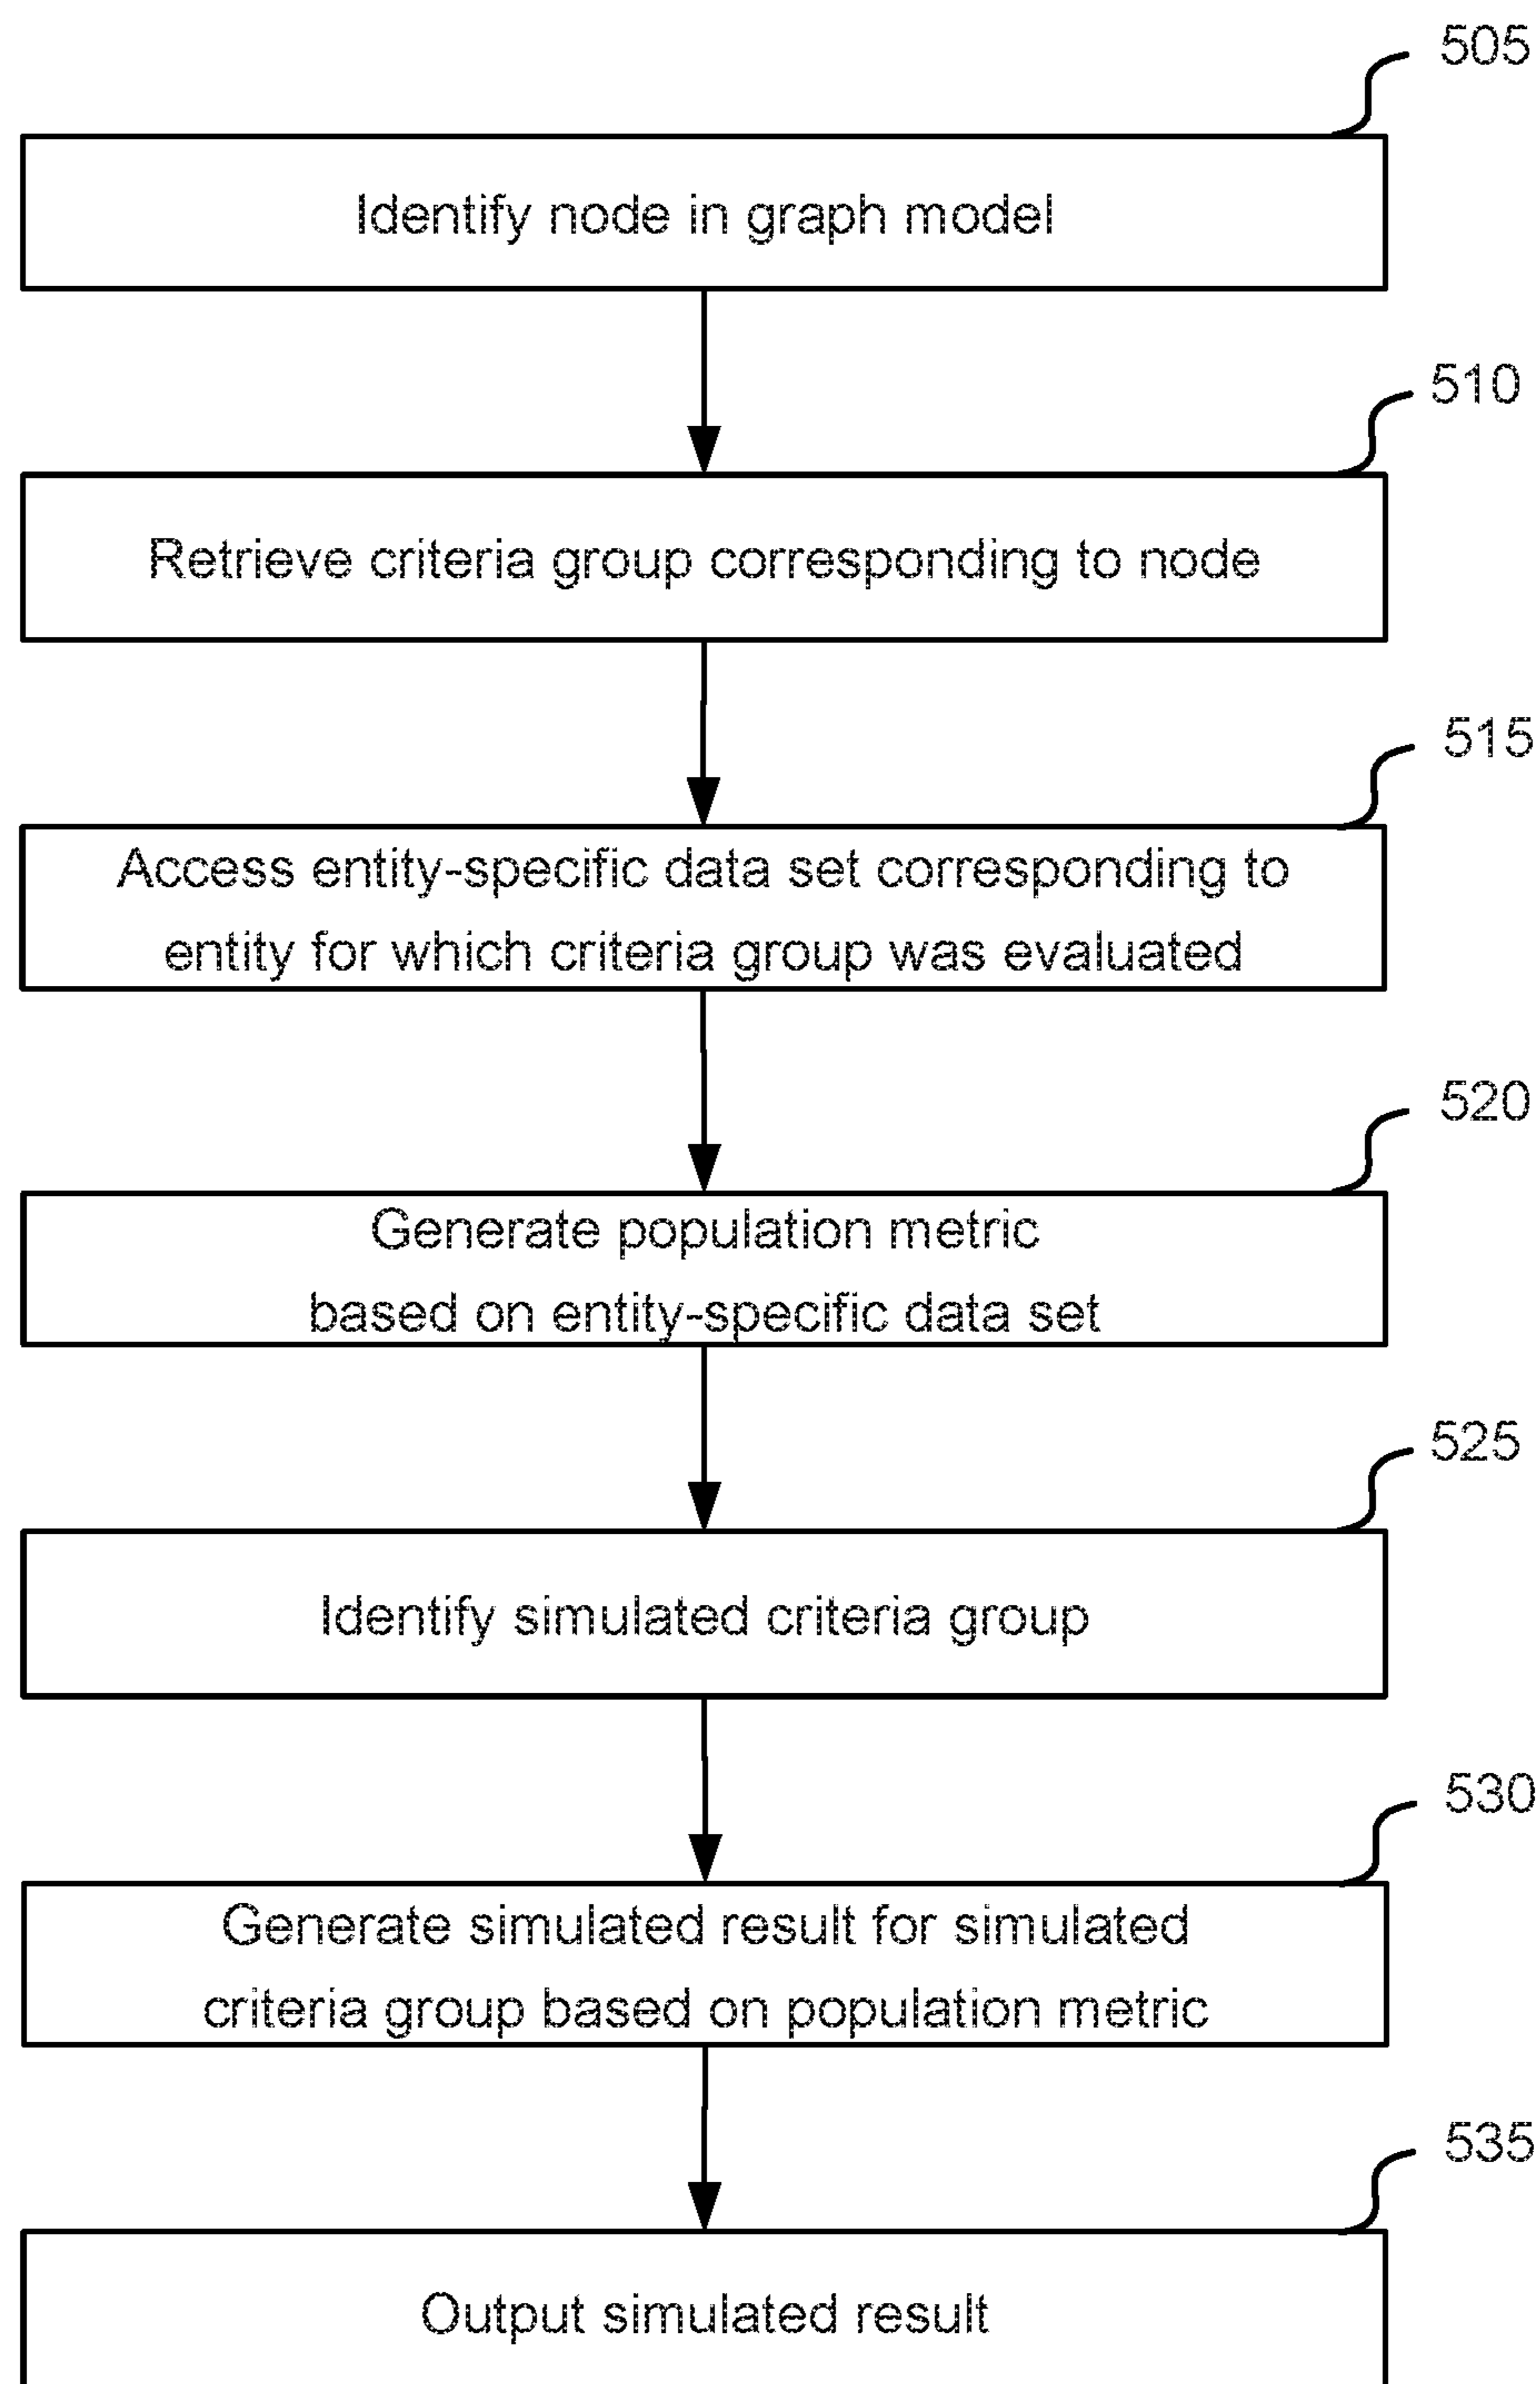 505
Identify node in graph model
510
Retrieve criteria group corresponding to node
515
Access entity-specific data set corresponding to
entity for which criteria group was evaluated
520
Generate population metric
based on entity-specific data set
525
Identify simulated criteria group
530
Generate simulated result for simulated
criteria group based on population metric
535
Output simulated result